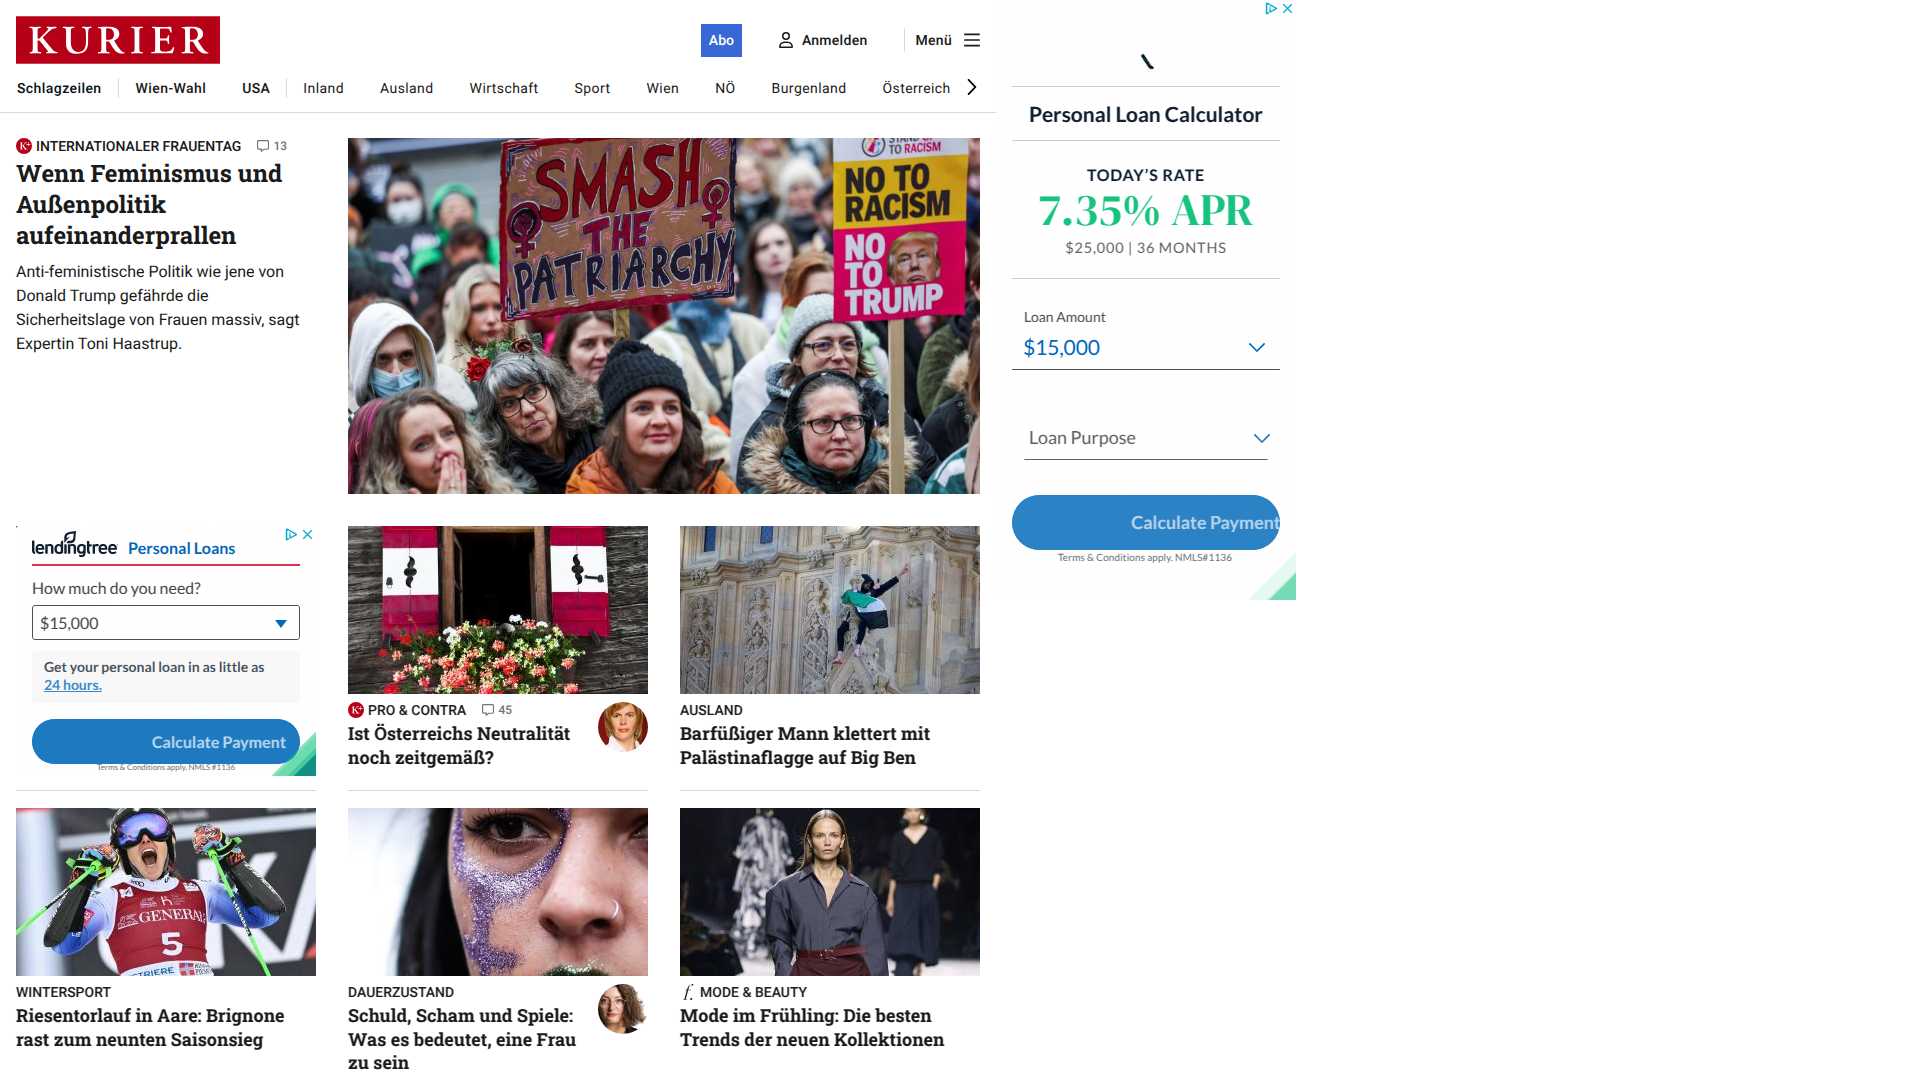 KURIER
Abo
Anmelden
Menü
Schlagzeilen
Wien-Wahl
USA
Inland
Ausland
Wirtschaft
Sport
Wien
NÖ
Burgenland
Österreich
K+ INTERNATIONALER FRAUENTAG 13
Wenn Feminismus und
Außenpolitik
aufeinanderprallen
Anti-feministische Politik wie jene von
Donald Trump gefährde die
Sicherheitslage von Frauen massiv, sagt
Expertin Toni Haastrup.
SMASH
THE
PATRIARCHY
TO RACISM
NO TO
RACISM
NO
TO
TRUMP
Personal Loan Calculator
TODAY'S RATE
7.35% APR
$25,000 | 36 MONTHS
Loan Amount
$15,000
Loan Purpose
Calculate Payment
Terms & Conditions apply. NMLS#1136
lendingtree Personal Loans
How much do you need?
$15,000
Get your personal loan in as little as
24 hours.
Calculate Payment
Terms & Conditions apply. NMLS #1136
K+ PRO & CONTRA 45
Ist Österreichs Neutralität
noch zeitgemäß?
AUSLAND
Barfüßiger Mann klettert mit
Palästinaflagge auf Big Ben
5
WINTERSPORT
Riesentorlauf in Aare: Brignone
rast zum neunten Saisonsieg
DAUERZUSTAND
Schuld, Scham und Spiele:
Was es bedeutet, eine Frau
zu sein
f. MODE & BEAUTY
Mode im Frühling: Die besten
Trends der neuen Kollektionen